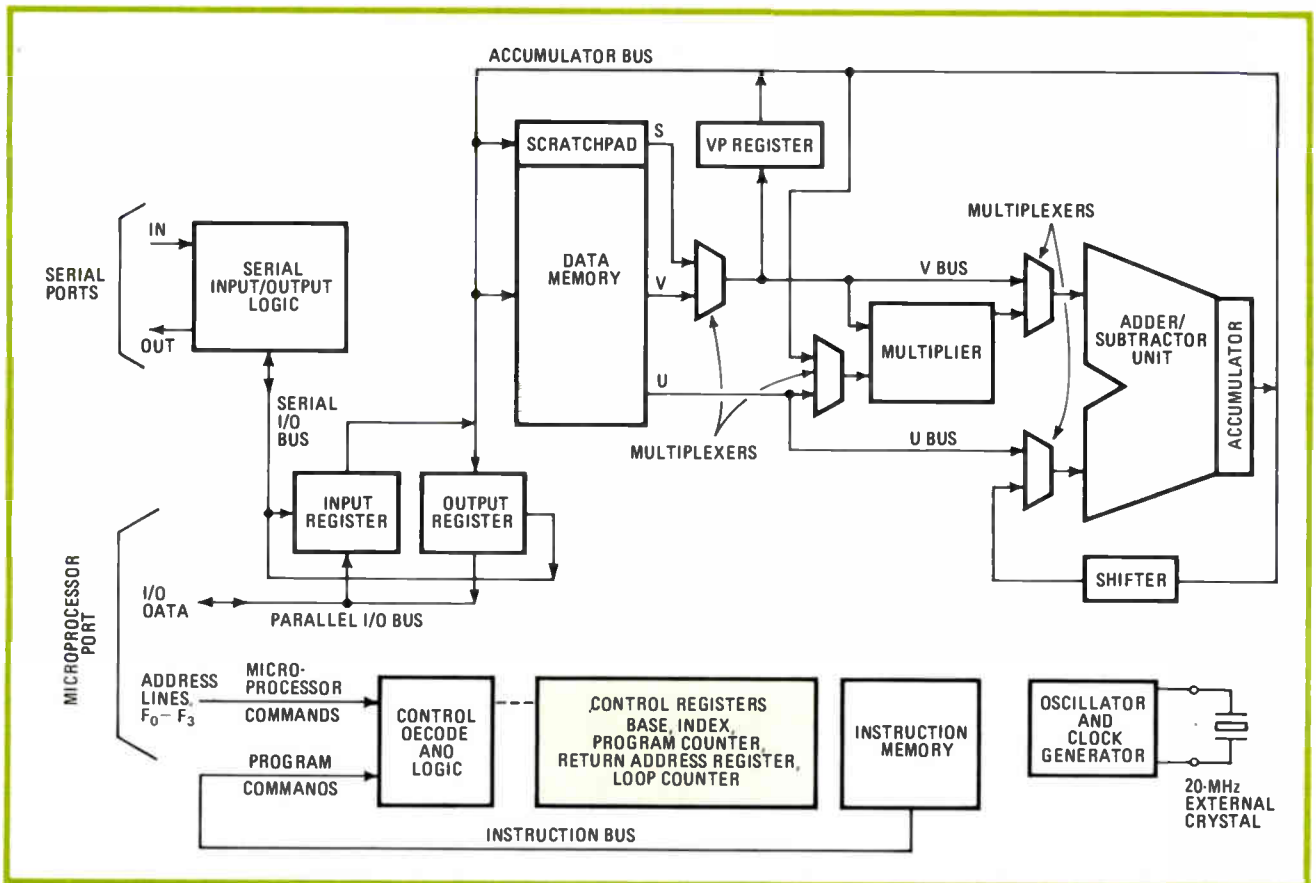 ACCUMULATOR BUS
SCRATCHPAD
S
VP REGISTER
MULTIPLEXERS
SERIAL
PORTS
IN
OUT
SERIAL
INPUT/OUTPUT
LOGIC
DATA
MEMORY
V
V BUS
MULTIPLIER
ADDER/
SUBTRACTOR
UNIT
ACCUMULATOR
U
U BUS
MULTIPLEXERS
SERIAL
I/O
BUS
INPUT
REGISTER
OUTPUT
REGISTER
SHIFTER
MICROPROCESSOR
PORT
I/O
OATA
PARALLEL I/O BUS
ADDRESS
LINES,
F0– F3
MICRO-
PROCESSOR
COMMANDS
PROGRAM
COMMANOS
CONTROL
OECODE
AND
LOGIC
CONTROL REGISTERS
BASE, INDEX,
PROGRAM COUNTER,
RETURN ADDRESS REGISTER,
LOOP COUNTER
INSTRUCTION
MEMORY
OSCILLATOR
AND
CLOCK
GENERATOR
20-MHz
EXTERNAL
CRYSTAL
INSTRUCTION BUS